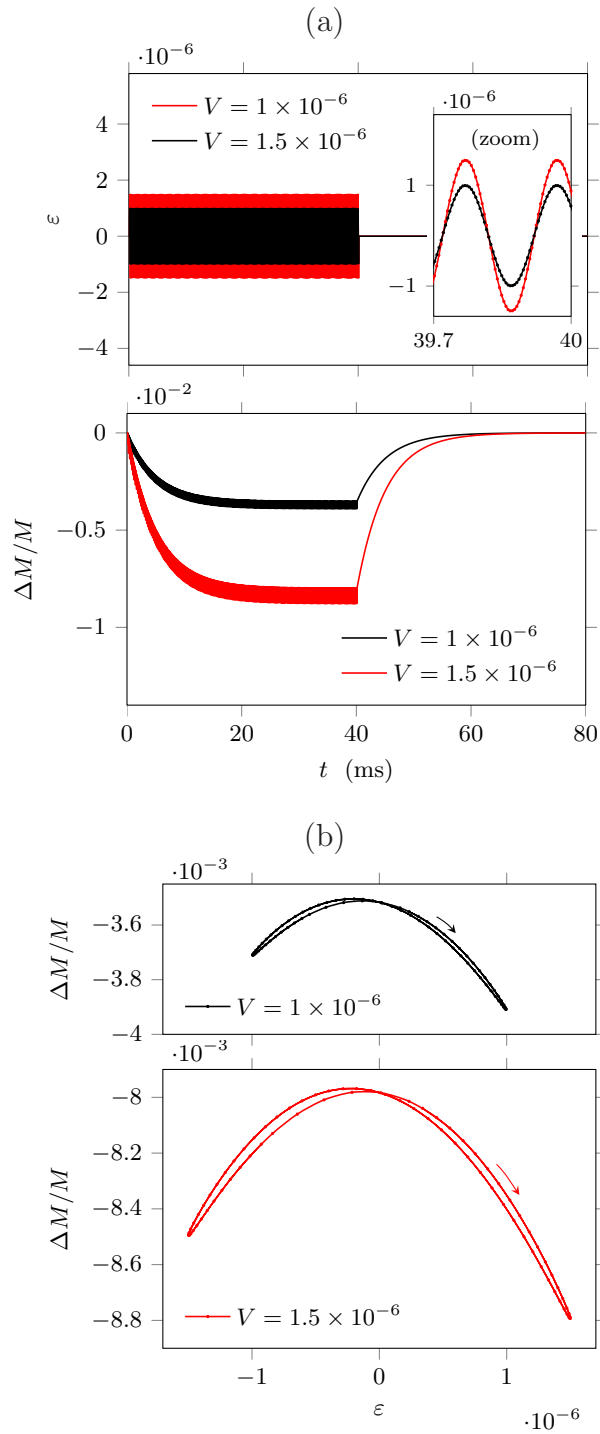 (a)
·10⁻⁶
4
2
0
−2
−4
ε
V = 1 × 10⁻⁶
V = 1.5 × 10⁻⁶
·10⁻⁶
(zoom)
1
−1
39.7
40
·10⁻²
0
−0.5
−1
ΔM/M
V = 1 × 10⁻⁶
V = 1.5 × 10⁻⁶
0
20
40
60
80
t (ms)
(b)
·10⁻³
−3.6
−3.8
−4
ΔM/M
V = 1 × 10⁻⁶
·10⁻³
−8
−8.2
−8.4
−8.6
−8.8
ΔM/M
V = 1.5 × 10⁻⁶
−1
0
1
ε
·10⁻⁶